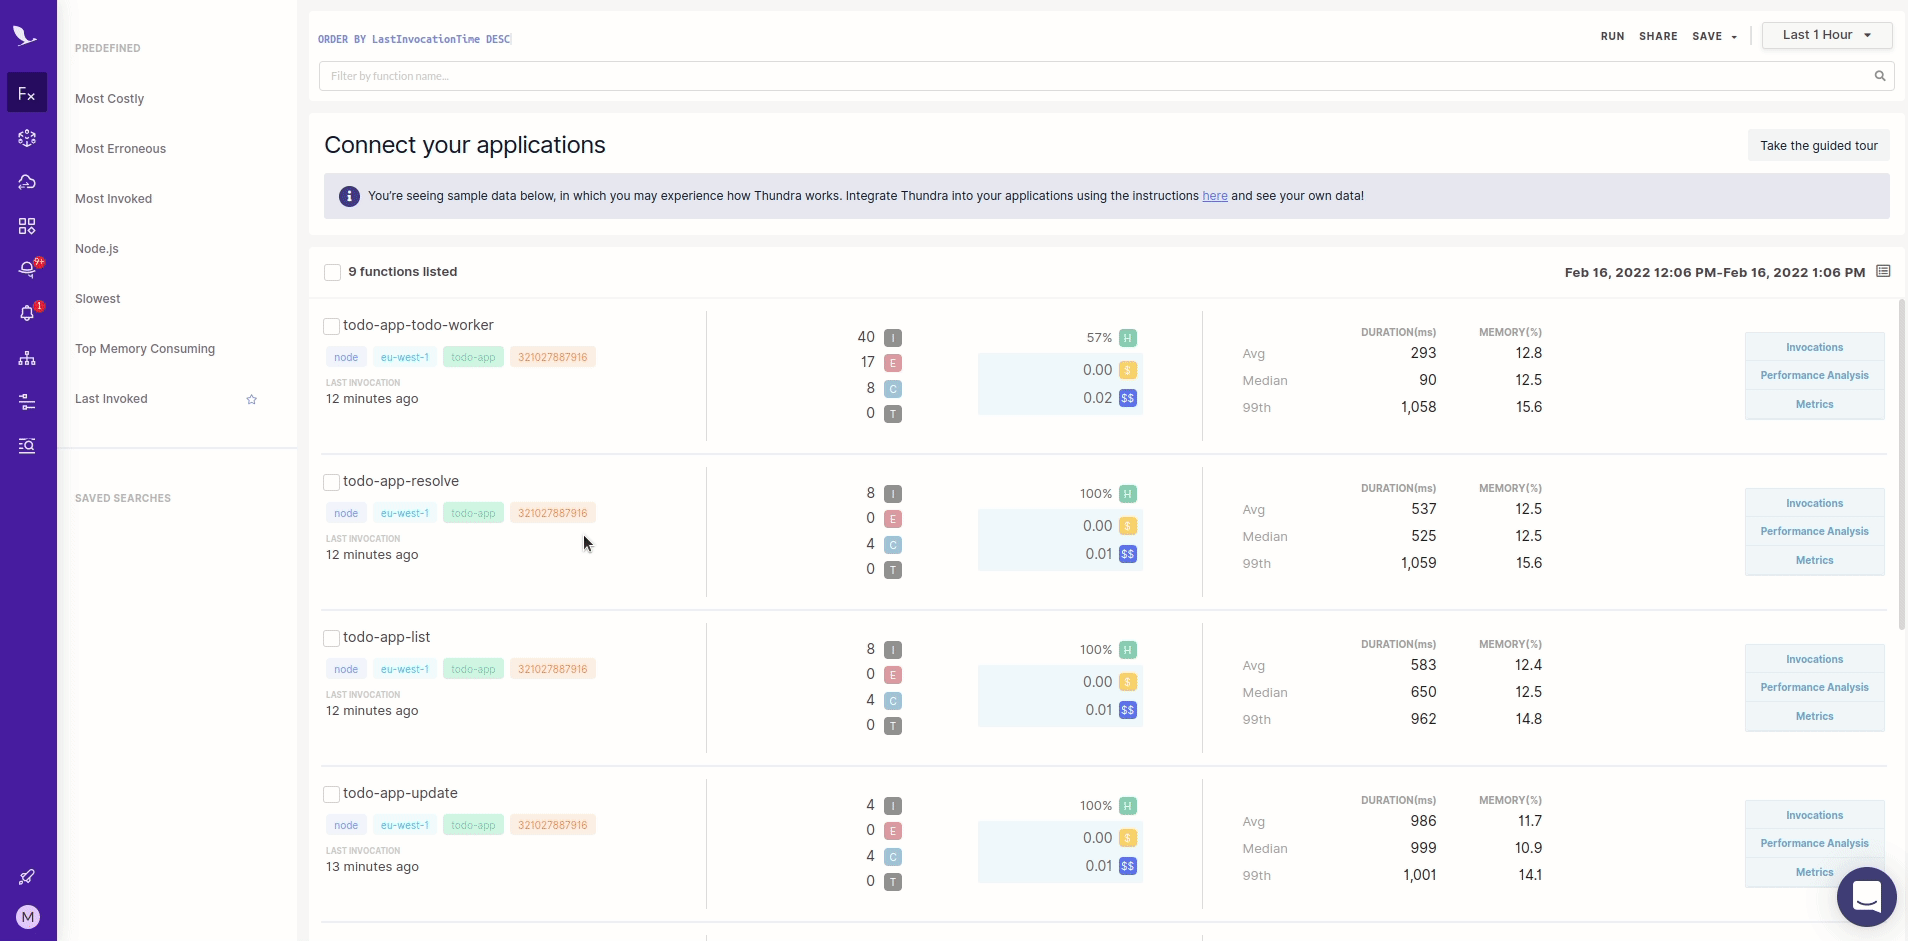 ORDER BY LastInvocationTime DESC
RUN SHARE SAVE
Last 1 Hour
Filter by function name...
Fx
9+
1
M
PREDEFINED
Most Costly
Most Erroneous
Most Invoked
Node.js
Slowest
Top Memory Consuming
Last Invoked
SAVED SEARCHES
Connect your applications
Take the guided tour
You're seeing sample data below, in which you may experience how Thundra works. Integrate Thundra into your applications using the instructions here and see your own data!
9 functions listed
Feb 16, 2022 12:06 PM-Feb 16, 2022 1:06 PM
todo-app-todo-worker
node eu-west-1 todo-app 321027887916
LAST INVOCATION
12 minutes ago
40 I
17 E
8 C
0 T
57% H
0.00 $
0.02 $$
DURATION(ms) MEMORY(%)
Avg 293 12.8
Median 90 12.5
99th 1,058 15.6
Invocations
Performance Analysis
Metrics
todo-app-resolve
node eu-west-1 todo-app 321027887916
LAST INVOCATION
12 minutes ago
8 I
0 E
4 C
0 T
100% H
0.00 $
0.01 $$
DURATION(ms) MEMORY(%)
Avg 537 12.5
Median 525 12.5
99th 1,059 15.6
Invocations
Performance Analysis
Metrics
todo-app-list
node eu-west-1 todo-app 321027887916
LAST INVOCATION
12 minutes ago
8 I
0 E
4 C
0 T
100% H
0.00 $
0.01 $$
DURATION(ms) MEMORY(%)
Avg 583 12.4
Median 650 12.5
99th 962 14.8
Invocations
Performance Analysis
Metrics
todo-app-update
node eu-west-1 todo-app 321027887916
LAST INVOCATION
13 minutes ago
4 I
0 E
4 C
0 T
100% H
0.00 $
0.01 $$
DURATION(ms) MEMORY(%)
Avg 986 11.7
Median 999 10.9
99th 1,001 14.1
Invocations
Performance Analysis
Metrics